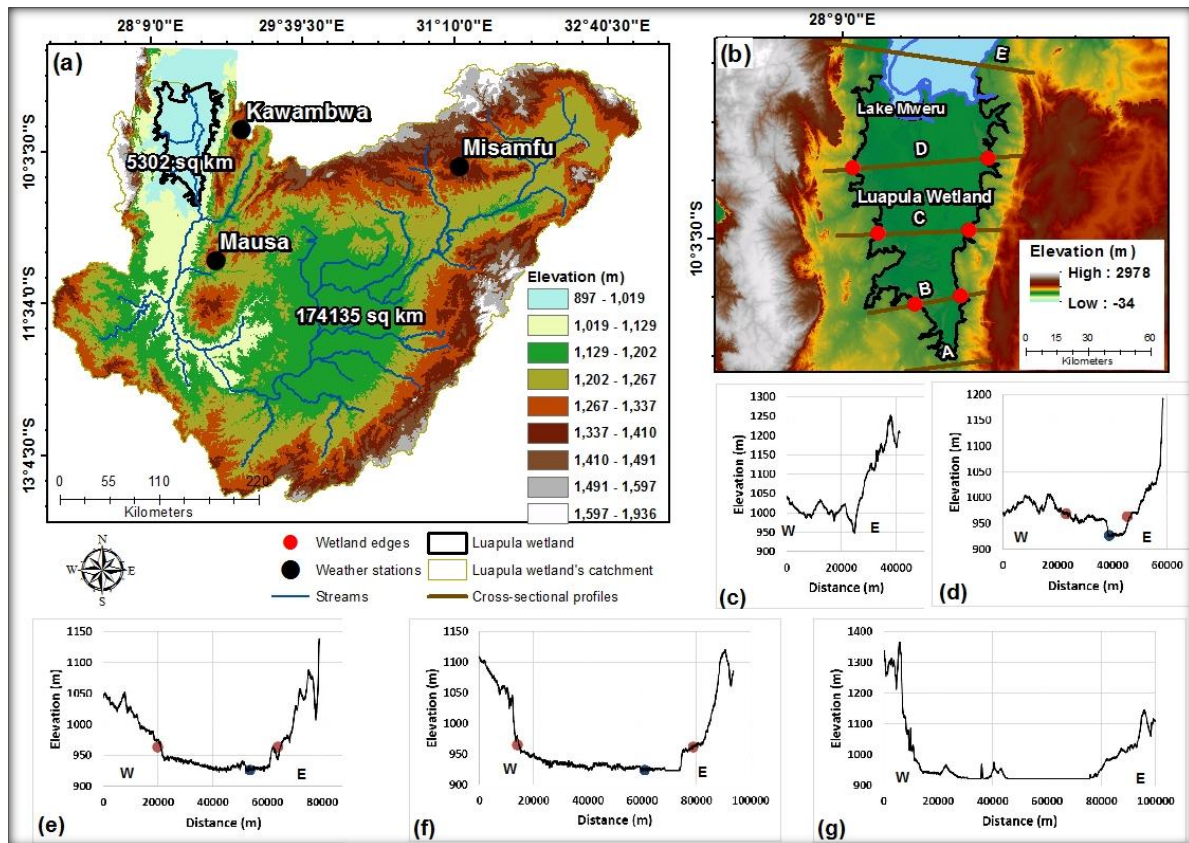 28°9'0"E 29°39'30"E 31°10'0"E 32°40'30"E
(a)
10°33'30"S
11°34'0"S
13°4'30"S
Kawambwa
Misamfu
5302 sq km
Mausa
174135 sq km
Elevation (m)
897 - 1,019
1,019 - 1,129
1,129 - 1,202
1,202 - 1,267
1,267 - 1,337
1,337 - 1,410
1,410 - 1,491
1,491 - 1,597
1,597 - 1,936
0 55 110 220
Kilometers
28°9'0"E
(b)
10°33'30"S
E
Lake Mweru
D
Luapula Wetland
C
B
A
Elevation (m)
High : 2978
Low : -34
0 15 30 60
Kilometers
N
W E
S
Wetland edges
Weather stations
Streams
Luapula wetland
Luapula wetland's catchment
Cross-sectional profiles
Elevation (m)
1300
1250
1200
1150
1100
1050
1000
950
900
W E
0 20000 40000
Distance (m)
(c)
Elevation (m)
1200
1150
1100
1050
1000
950
900
W E
0 20000 40000 60000
Distance (m)
(d)
Elevation (m)
1150
1100
1050
1000
950
900
W E
0 20000 40000 60000 80000
Distance (m)
(e)
Elevation (m)
1150
1100
1050
1000
950
900
W E
0 20000 40000 60000 80000 100000
Distance (m)
(f)
Elevation (m)
1400
1300
1200
1100
1000
900
W E
0 20000 40000 60000 80000 100000
Distance (m)
(g)